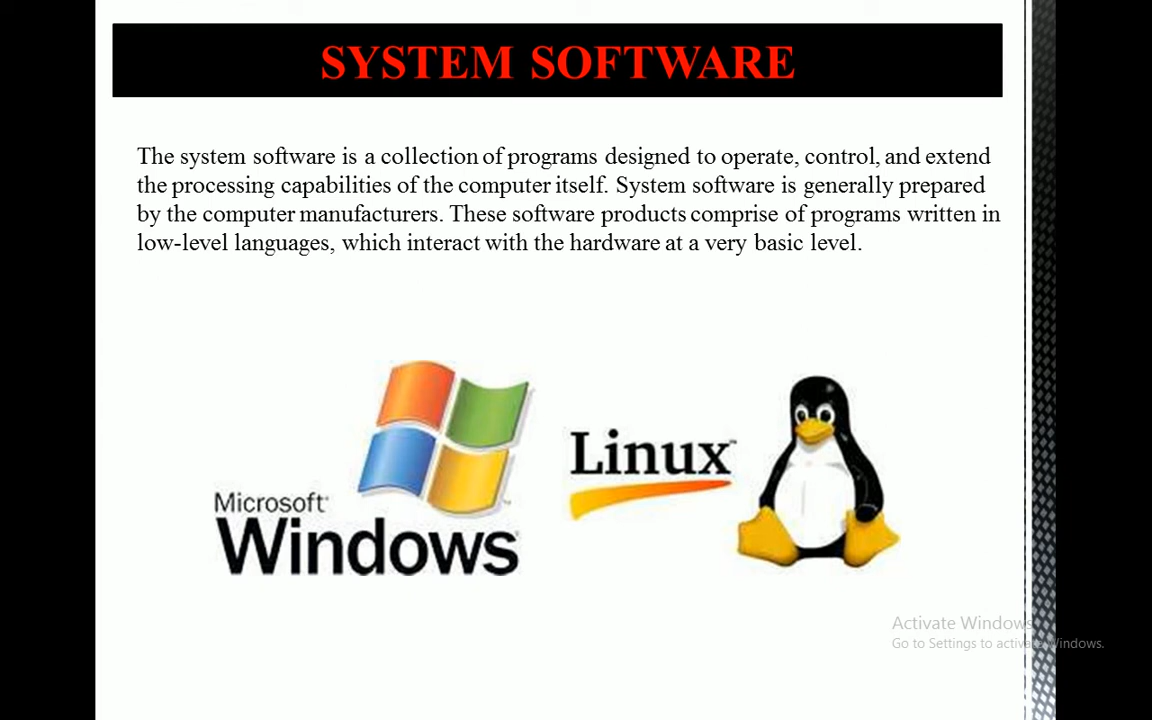 SYSTEM SOFTWARE
The system software is a collection of programs designed to operate, control, and extend
the processing capabilities of the computer itself. System software is generally prepared
by the computer manufacturers. These software products comprise of programs written in
low-level languages, which interact with the hardware at a very basic level.
Microsoft
Windows
Linux™
Activate Windows
Go to Settings to activate Windows.